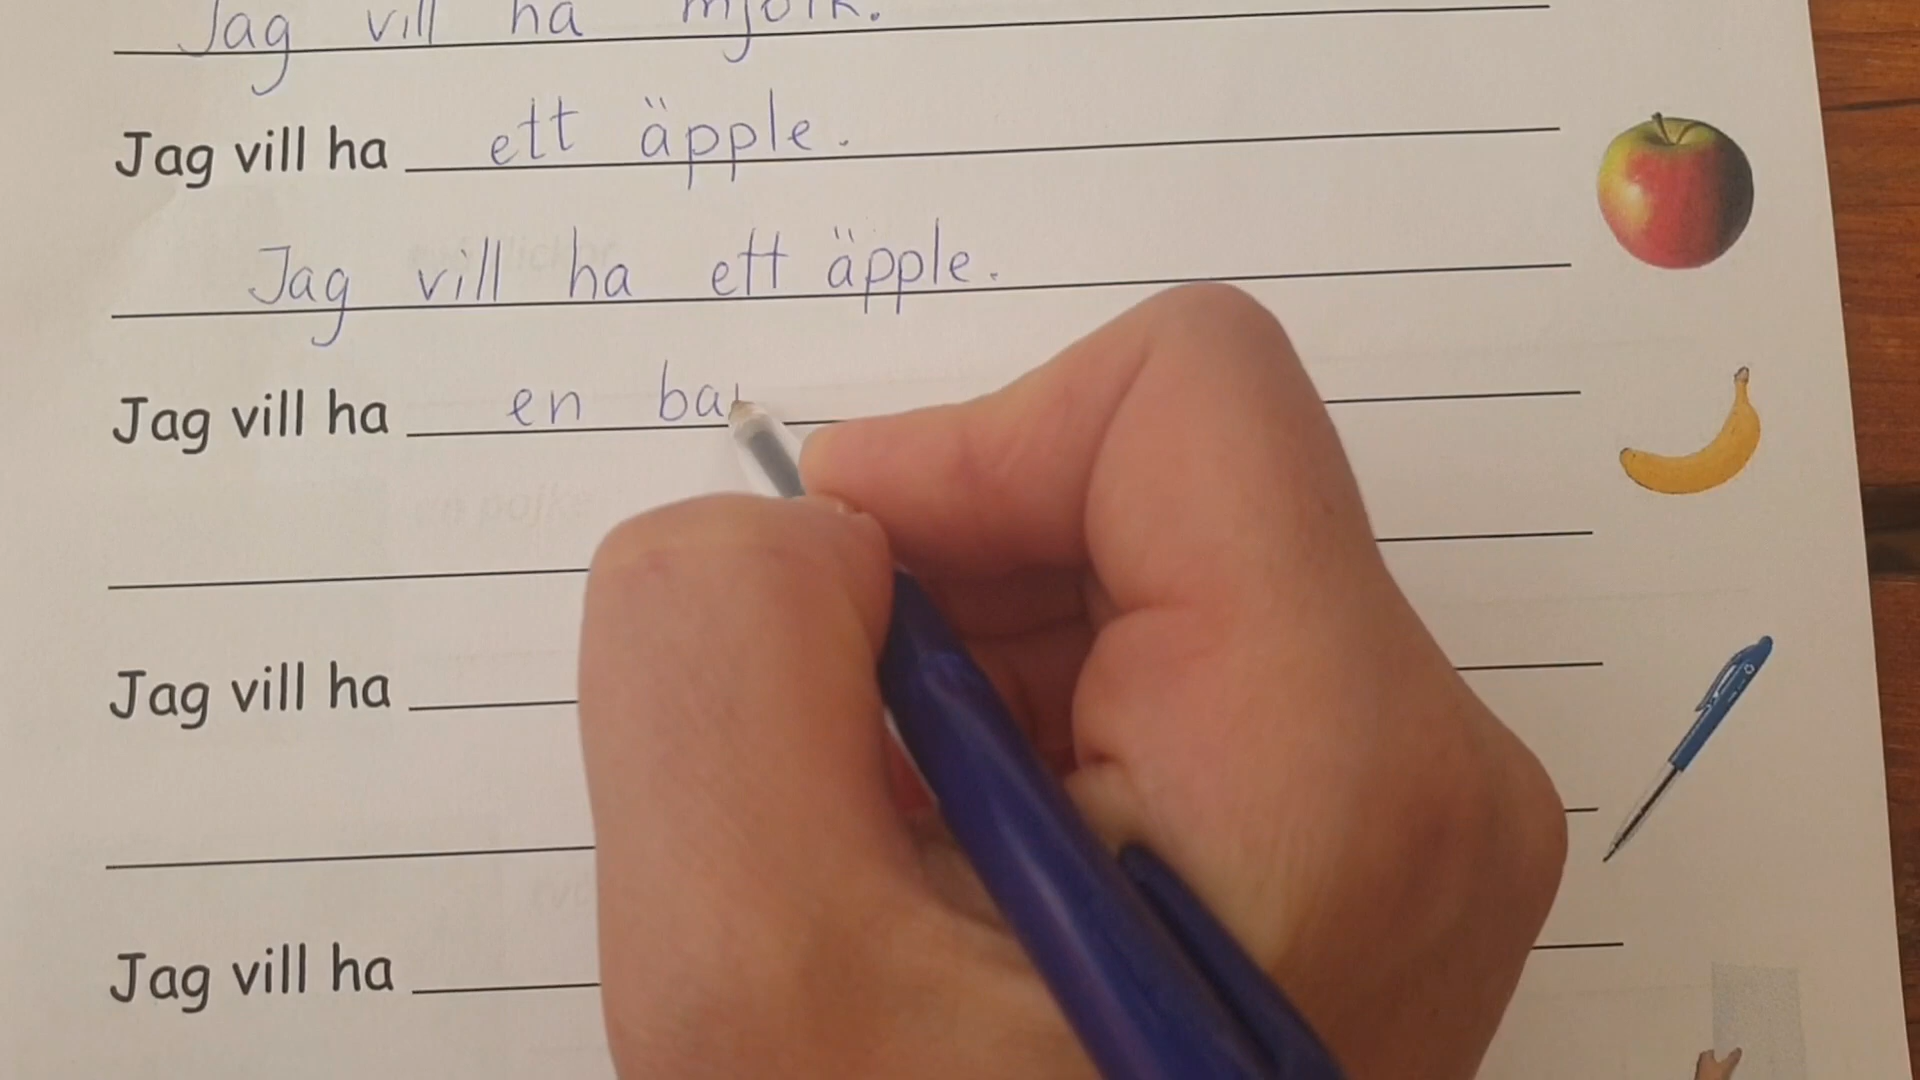 Jag vill ha mjölk.
Jag vill ha ett äpple.
Jag vill ha ett äpple.
Jag vill ha en ba
Jag vill ha
Jag vill ha